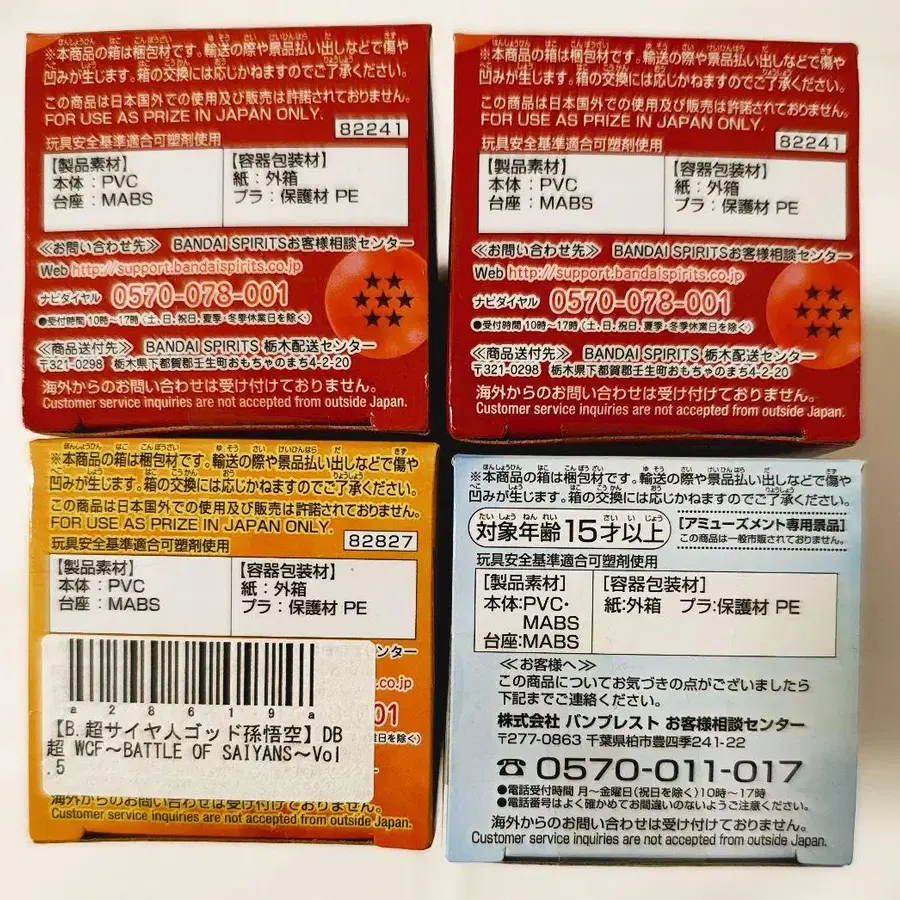 ※本商品の箱は梱包材です。輸送の際や景品払い出しなどで傷や
凹みが生じます。箱の交換には応じかねますのでご了承ください。
この商品は日本国外での使用及び販売は許諾されておりません。
FOR USE AS PRIZE IN JAPAN ONLY.
82241
玩具安全基準適合可塑剤使用
【製品素材】
本体：PVC
台座：MABS
【容器包装材】
紙：外箱
プラ：保護材 PE
≪お問い合わせ先≫ BANDAI SPIRITSお客様相談センター
Web http://support.bandaispirits.co.jp
ナビダイヤル 0570-078-001
●受付時間 10時〜17時（土、日、祝日、夏季・冬季休業日を除く）
≪商品送付先≫ BANDAI SPIRITS 栃木配送センター
〒321-0298 栃木県下都賀郡壬生町おもちゃのまち4-2-20
海外からのお問い合わせは受け付けておりません。
Customer service inquiries are not accepted from outside Japan.
※本商品の箱は梱包材です。輸送の際や景品払い出しなどで傷や
凹みが生じます。箱の交換には応じかねますのでご了承ください。
この商品は日本国外での使用及び販売は許諾されておりません。
FOR USE AS PRIZE IN JAPAN ONLY.
82241
玩具安全基準適合可塑剤使用
【製品素材】
本体：PVC
台座：MABS
【容器包装材】
紙：外箱
プラ：保護材 PE
≪お問い合わせ先≫ BANDAI SPIRITSお客様相談センター
Web http://support.bandaispirits.co.jp
ナビダイヤル 0570-078-001
●受付時間 10時〜17時（土、日、祝日、夏季・冬季休業日を除く）
≪商品送付先≫ BANDAI SPIRITS 栃木配送センター
〒321-0298 栃木県下都賀郡壬生町おもちゃのまち4-2-20
海外からのお問い合わせは受け付けておりません。
Customer service inquiries are not accepted from outside Japan.
※本商品の箱は梱包材です。輸送の際や景品払い出しなどで傷や
凹みが生じます。箱の交換には応じかねますのでご了承ください。
この商品は日本国外での使用及び販売は許諾されておりません。
FOR USE AS PRIZE IN JAPAN ONLY.
82827
玩具安全基準適合可塑剤使用
【製品素材】
本体：PVC
台座：MABS
【容器包装材】
紙：外箱
プラ：保護材 PE
ンター
.co.jp
01
を除く）
a28619a
【B.超サイヤ人ゴッド孫悟空】DB
超 WCF〜BATTLE OF SAIYANS〜Vol
.5
海外からのお問い合わせは受け付けておりません。
Customer service inquiries are not accepted from outside Japan.
※本商品の箱は梱包材です。輸送の際や景品払い出しなどで傷や
凹みが生じます。箱の交換には応じかねますのでご了承ください。
対象年齢15才以上
【アミューズメント専用景品】
この商品は一般市販されておりません。
玩具安全基準適合可塑剤使用
【製品素材】
本体:PVC・
MABS
台座:MABS
【容器包装材】
紙:外箱 プラ:保護材 PE
≪お客様へ≫
この商品についてお気づきの点がございましたら
下記までご連絡ください。
株式会社 バンプレスト お客様相談センター
〒277-0863 千葉県柏市豊四季241-22
☎ 0570-011-017
●電話受付時間 月〜金曜日(祝日を除く)10時〜17時
●電話番号はよく確かめてお間違いのないようご注意ください。
海外からのお問い合わせは受け付けておりません。
Customer service inquiries are not accepted from outside Japan.